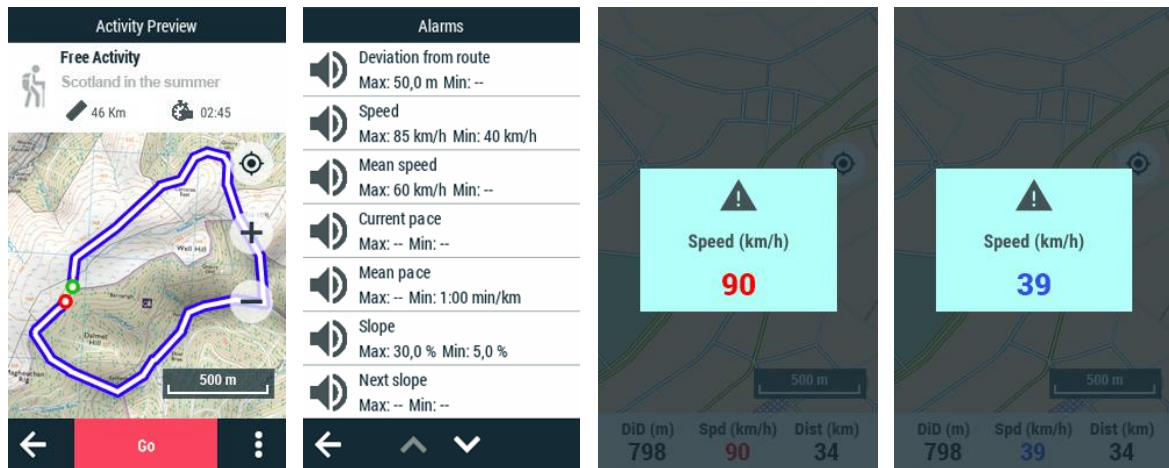 Activity Preview
Free Activity
Scotland in the summer
46 Km 02:45
Well Hill
Dalmet
Hill
500 m
Go
Alarms
Deviation from route
Max: 50,0 m Min: --
Speed
Max: 85 km/h Min: 40 km/h
Mean speed
Max: 60 km/h Min: --
Current pace
Max: -- Min: --
Mean pace
Max: -- Min: 1:00 min/km
Slope
Max: 30,0 % Min: 5,0 %
Next slope
Max: -- Min: --
Speed (km/h)
90
500 m
DiD (m) Spd (km/h) Dist (km)
798 90 34
Speed (km/h)
39
500 m
DiD (m) Spd (km/h) Dist (km)
798 39 34